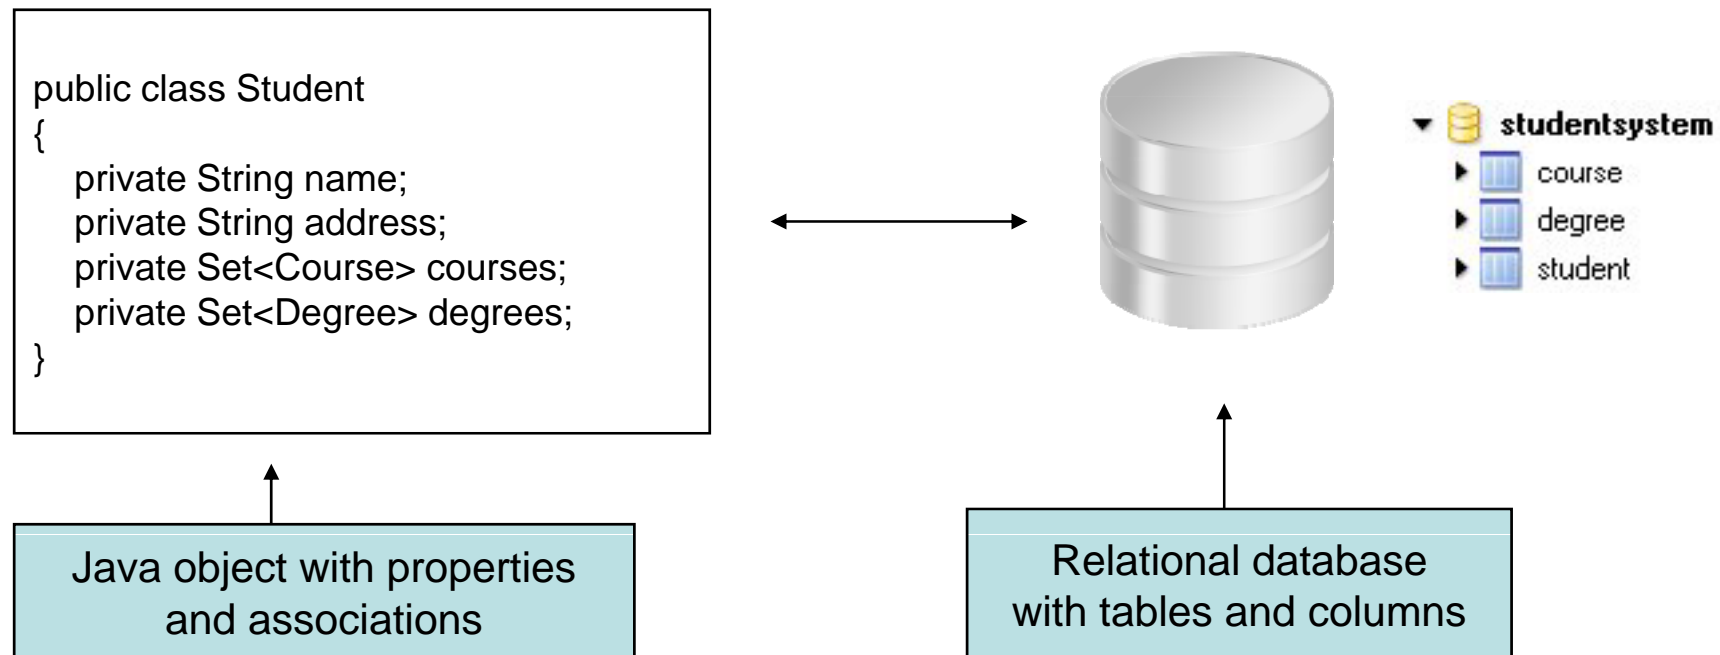 public class Student
{
private String name;
private String address;
private Set<Course> courses;
private Set<Degree> degrees;
}
studentsystem
course
degree
student
Java object with properties
and associations
Relational database
with tables and columns